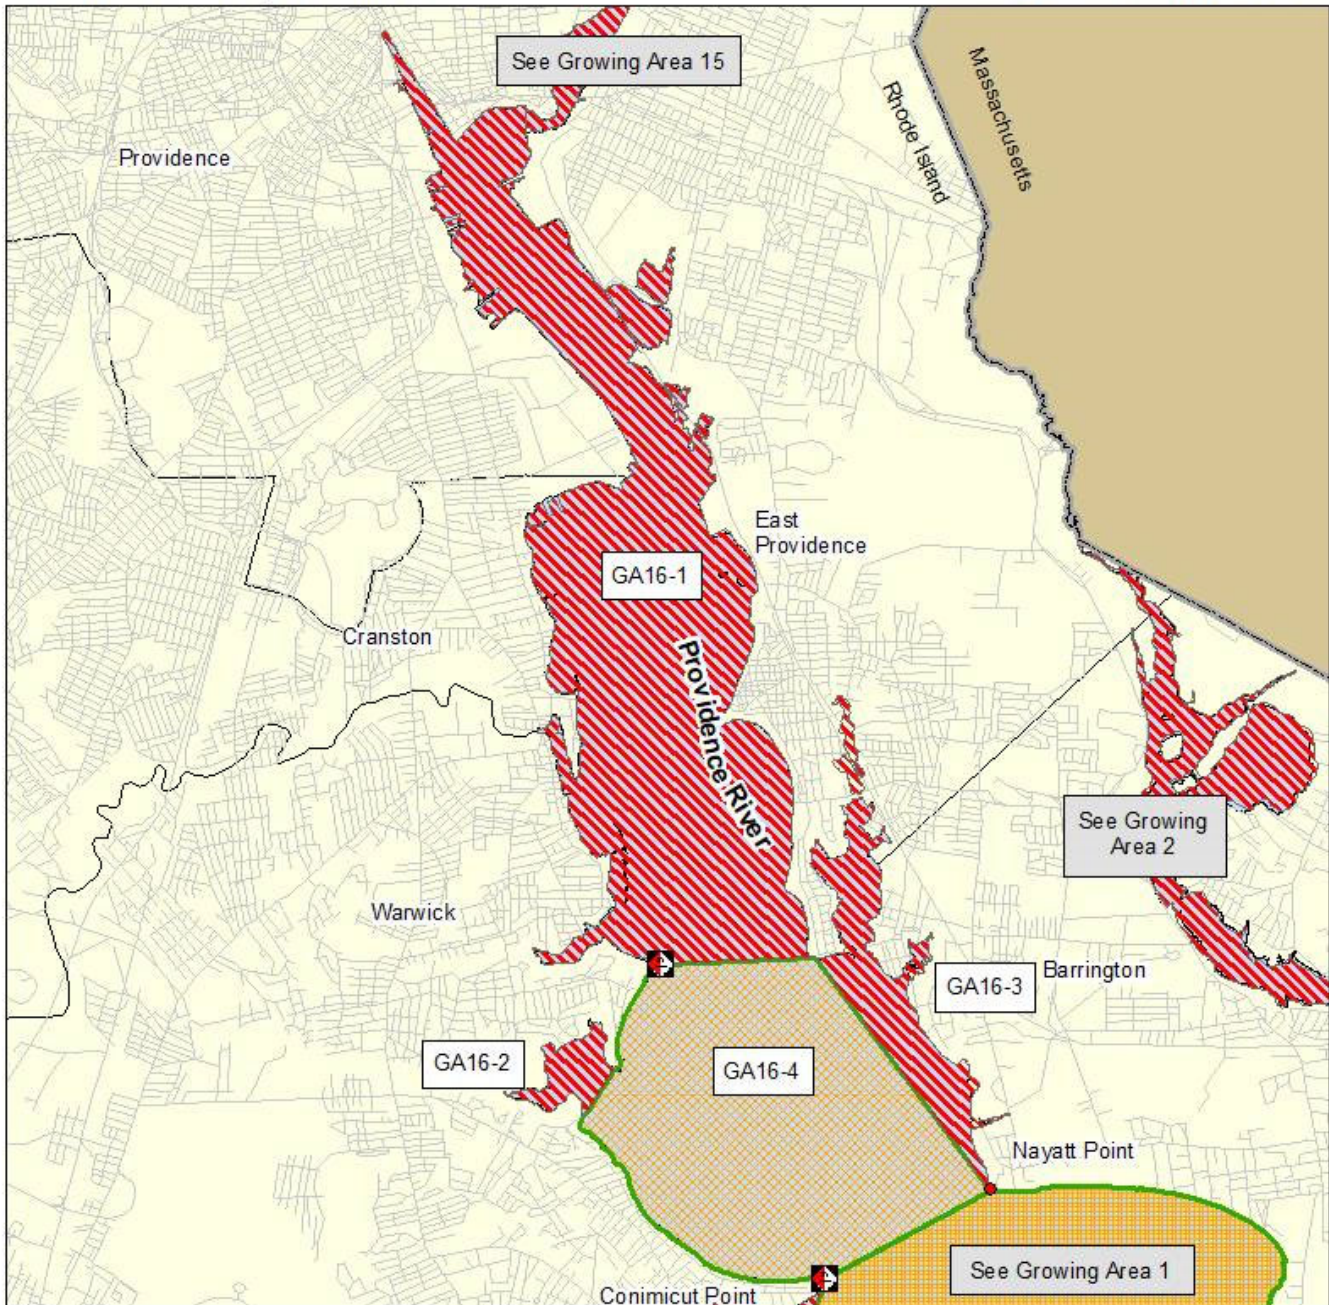 See Growing Area 15
Massachusetts
Rhode Island
Providence
East
Providence
GA16-1
Cranston
Providence River
See Growing
Area 2
Warwick
Barrington
GA16-3
GA16-2
GA16-4
Nayatt Point
See Growing Area 1
Conimicut Point